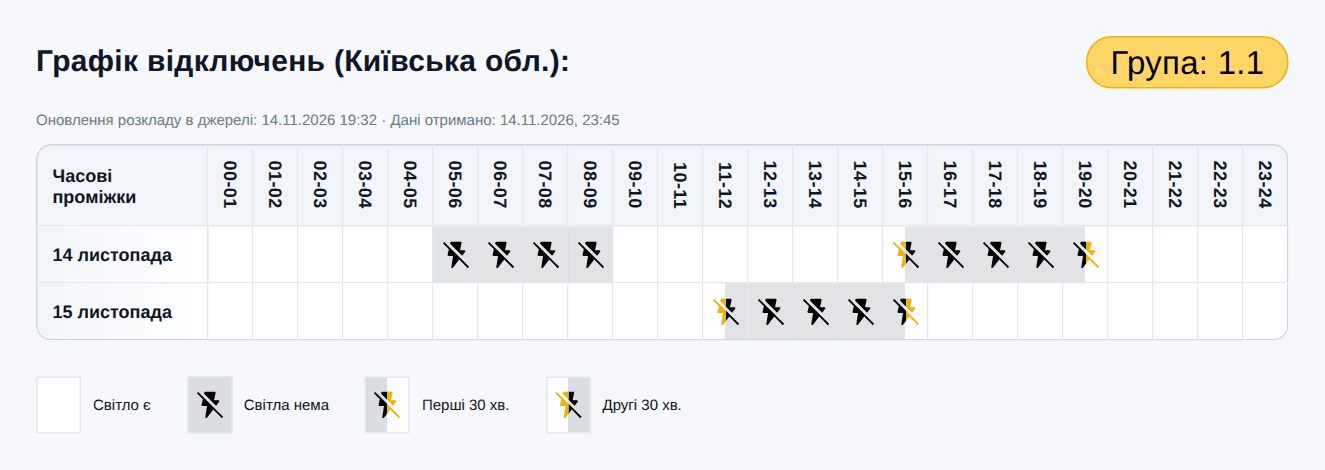 Графік відключень (Київська обл.):
Група: 1.1
Оновлення розкладу в джерелі: 14.11.2026 19:32 · Дані отримано: 14.11.2026, 23:45
Часові
проміжки
00-01
01-02
02-03
03-04
04-05
05-06
06-07
07-08
08-09
09-10
10-11
11-12
12-13
13-14
14-15
15-16
16-17
17-18
18-19
19-20
20-21
21-22
22-23
23-24
14 листопада
15 листопада
Світло є
Світла нема
Перші 30 хв.
Другі 30 хв.